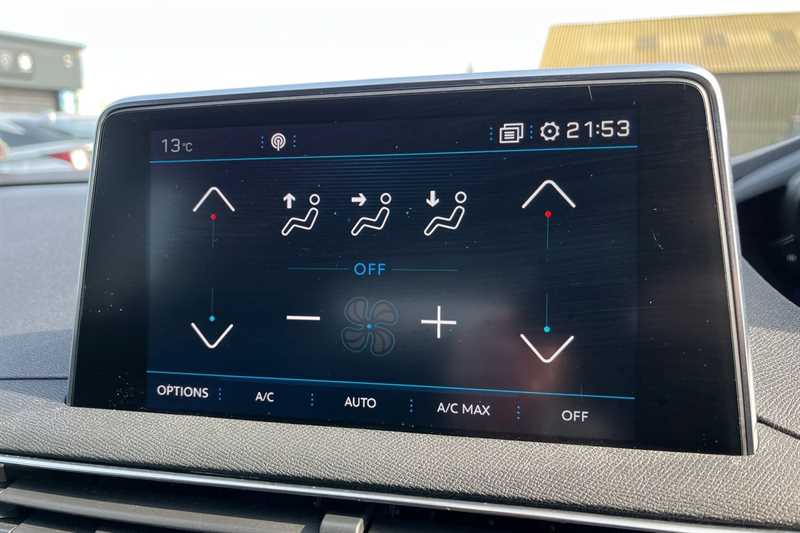 13°C 21:53
OFF
OPTIONS A/C AUTO A/C MAX OFF